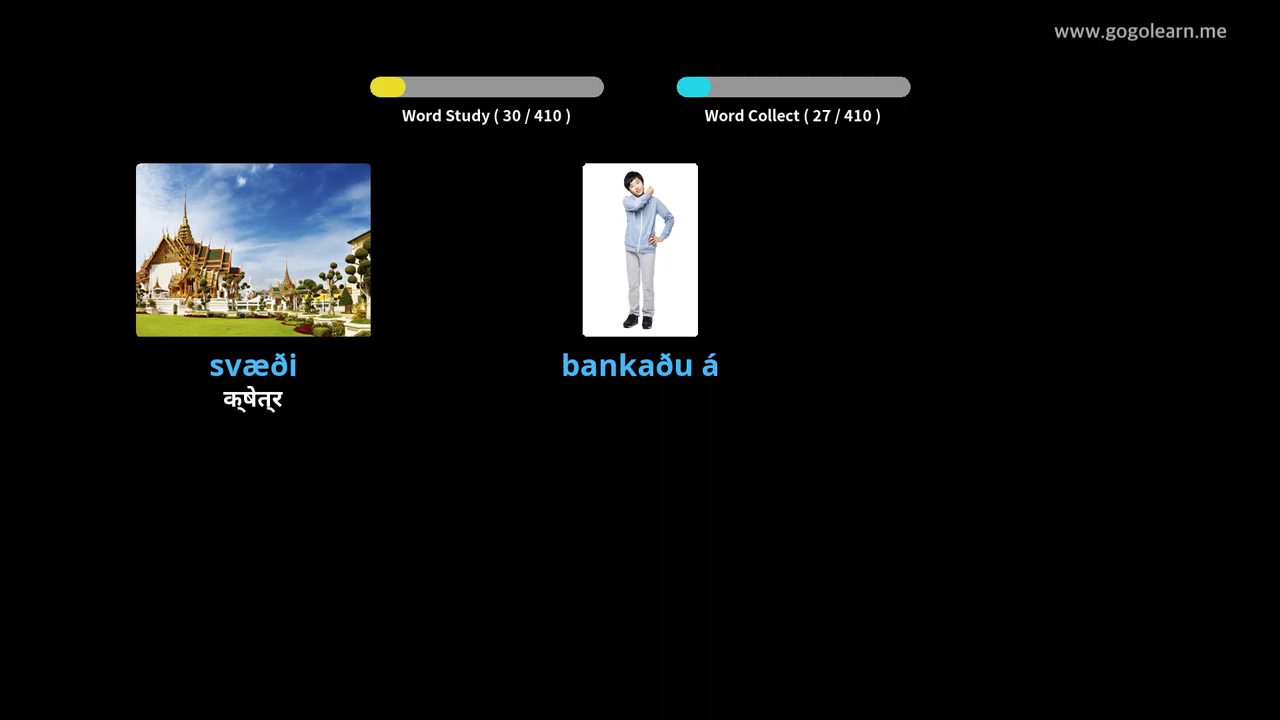 www.gogolearn.me
Word Study ( 30 / 410 )
Word Collect ( 27 / 410 )
svæði
bankaðu á
क्षेत्र